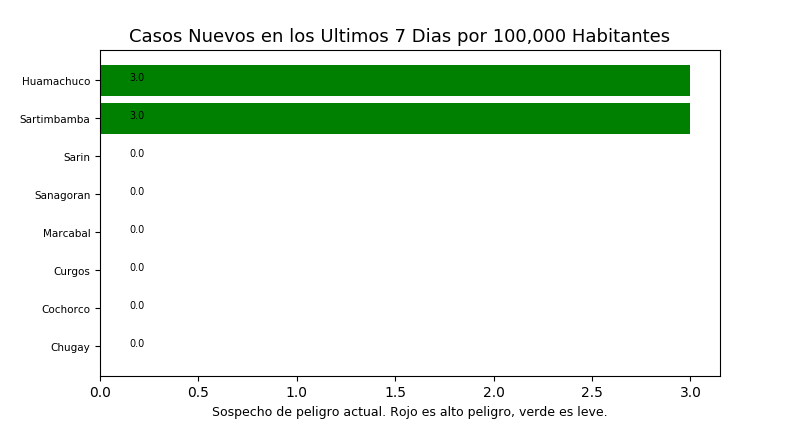 Casos Nuevos en los Ultimos 7 Dias por 100,000 Habitantes
Huamachuco 3.0
Sartimbamba 3.0
Sarin 0.0
Sanagoran 0.0
Marcabal 0.0
Curgos 0.0
Cochorco 0.0
Chugay 0.0
0.0 0.5 1.0 1.5 2.0 2.5 3.0
Sospecho de peligro actual. Rojo es alto peligro, verde es leve.